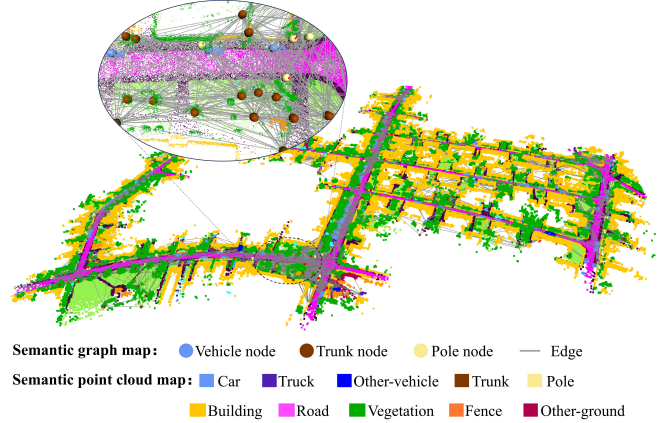 Semantic graph map： Vehicle node Trunk node Pole node Edge
Semantic point cloud map： Car Truck Other-vehicle Trunk Pole
Building Road Vegetation Fence Other-ground